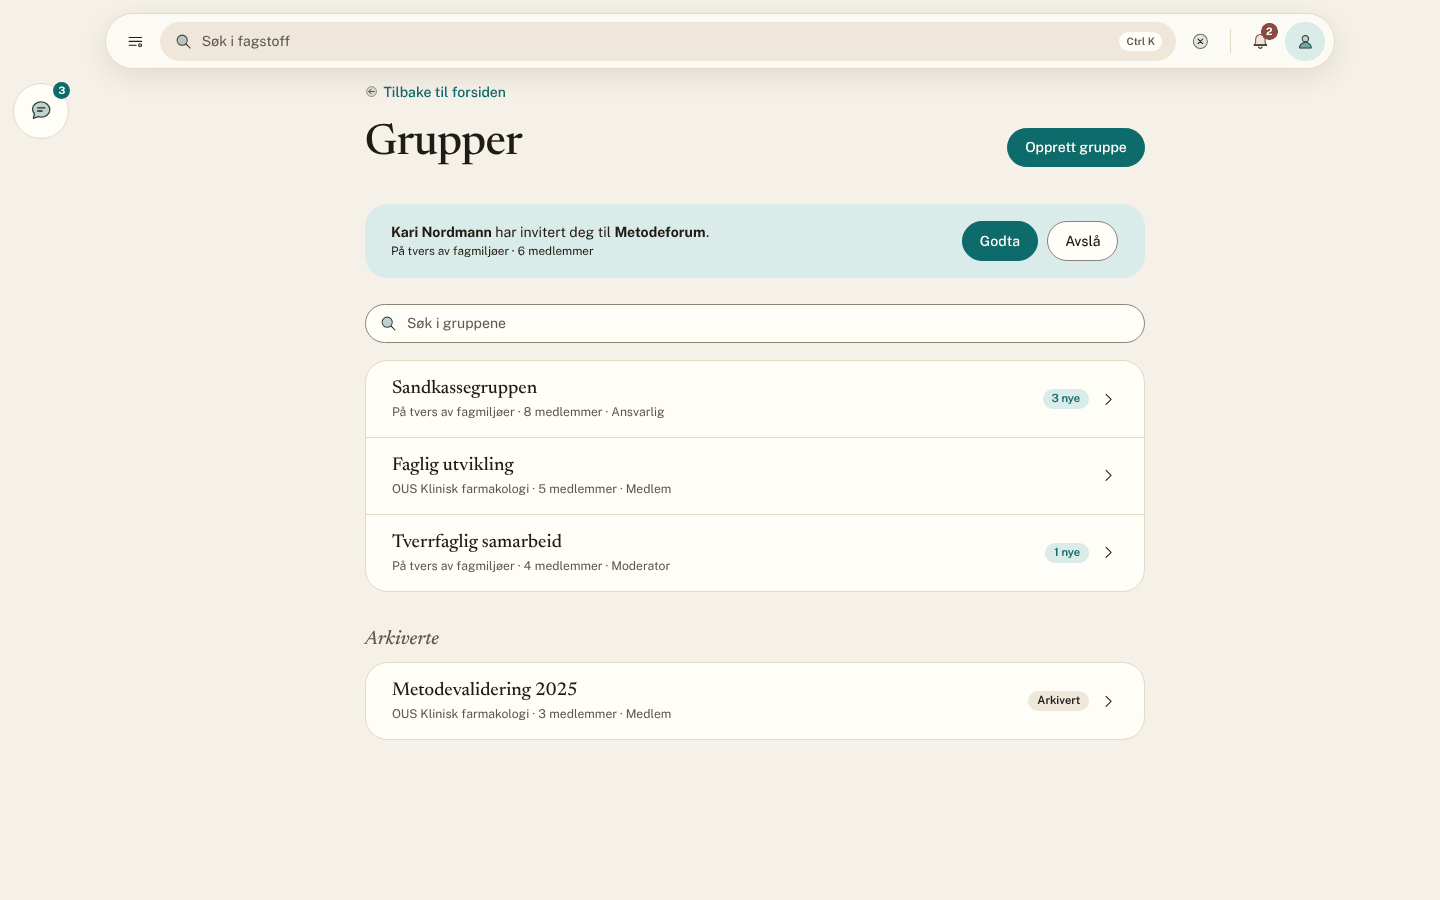 Søk i fagstoff
Ctrl K
2
3
Tilbake til forsiden
Grupper
Opprett gruppe
Kari Nordmann har invitert deg til Metodeforum.
På tvers av fagmiljøer · 6 medlemmer
Godta
Avslå
Søk i gruppene
Sandkassegruppen
På tvers av fagmiljøer · 8 medlemmer · Ansvarlig
3 nye
Faglig utvikling
OUS Klinisk farmakologi · 5 medlemmer · Medlem
Tverrfaglig samarbeid
På tvers av fagmiljøer · 4 medlemmer · Moderator
1 nye
Arkiverte
Metodevalidering 2025
OUS Klinisk farmakologi · 3 medlemmer · Medlem
Arkivert